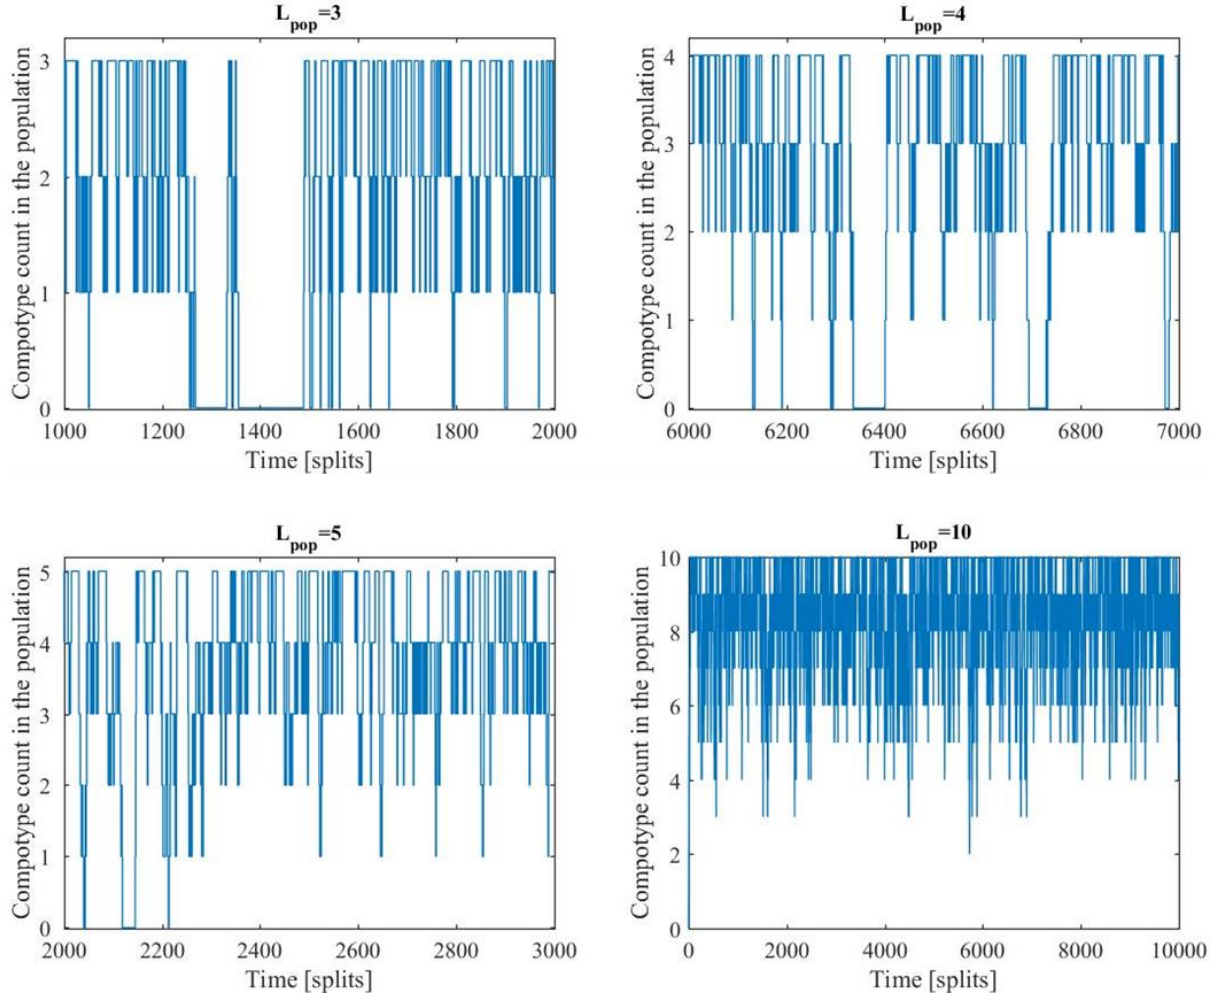 L_pop=3
Compotype count in the population
3
2
1
0
1000 1200 1400 1600 1800 2000
Time [splits]
L_pop=4
Compotype count in the population
4
3
2
1
0
6000 6200 6400 6600 6800 7000
Time [splits]
L_pop=5
Compotype count in the population
5
4
3
2
1
0
2000 2200 2400 2600 2800 3000
Time [splits]
L_pop=10
Compotype count in the population
10
8
6
4
2
0
0 2000 4000 6000 8000 10000
Time [splits]